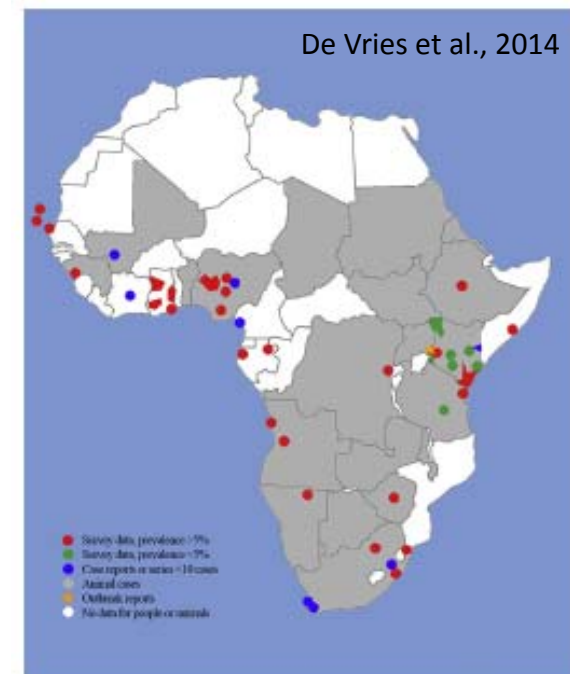 De Vries et al., 2014
Survey data, prevalence >5%
Survey data, prevalence <5%
Case reports or series <10 cases
Animal cases
Outbreak reports
No data for people or animals